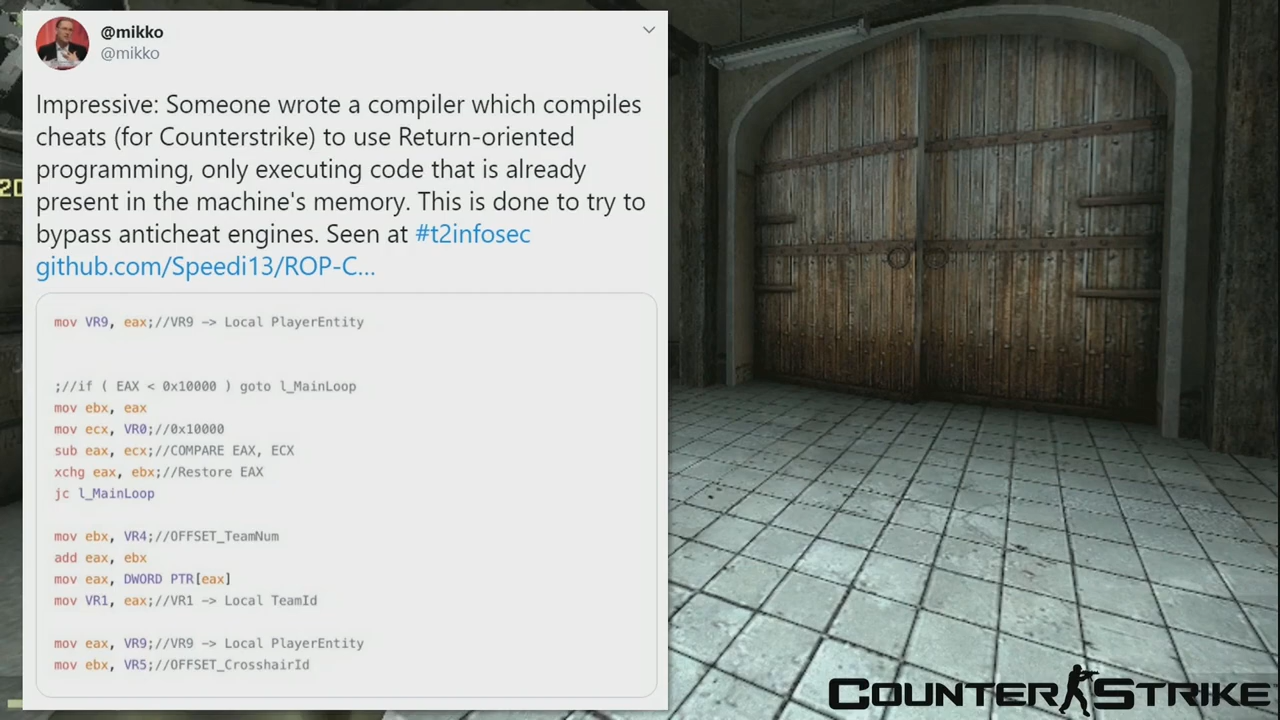 @mikko
@mikko
Impressive: Someone wrote a compiler which compiles
cheats (for Counterstrike) to use Return-oriented
programming, only executing code that is already
present in the machine's memory. This is done to try to
bypass anticheat engines. Seen at #t2infosec
github.com/Speedi13/ROP-C...
mov VR9, eax;//VR9 -> Local PlayerEntity
;//if ( EAX < 0x10000 ) goto l_MainLoop
mov ebx, eax
mov ecx, VR0;//0x10000
sub eax, ecx;//COMPARE EAX, ECX
xchg eax, ebx;//Restore EAX
jc l_MainLoop
mov ebx, VR4;//OFFSET_TeamNum
add eax, ebx
mov eax, DWORD PTR[eax]
mov VR1, eax;//VR1 -> Local TeamId
mov eax, VR9;//VR9 -> Local PlayerEntity
mov ebx, VR5;//OFFSET_CrosshairId
20
COUNTER STRIKE